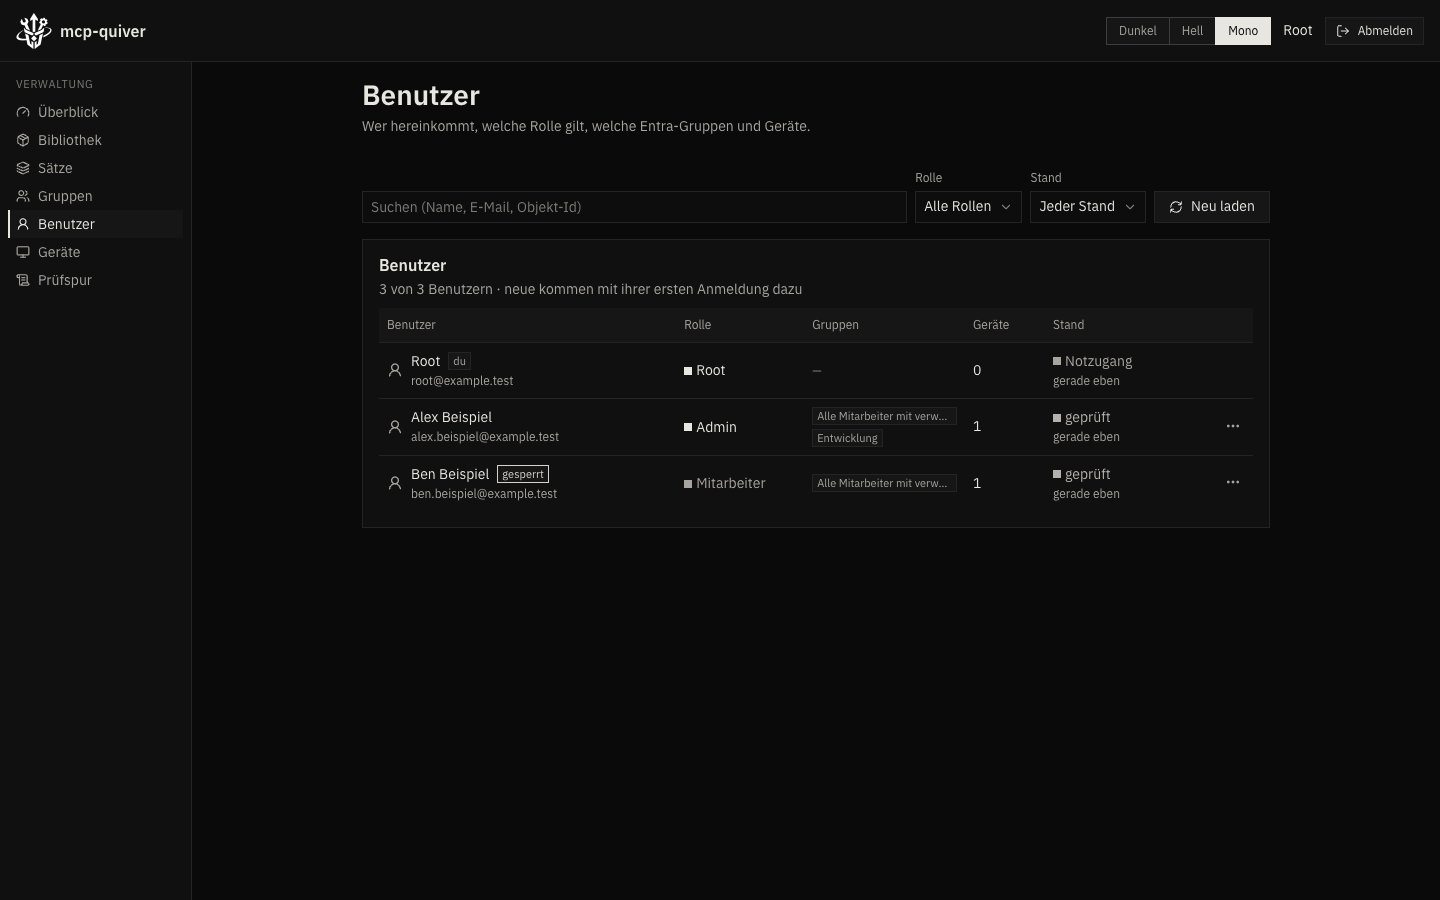 mcp-quiver
Dunkel Hell Mono Root Abmelden
VERWALTUNG
Überblick
Bibliothek
Sätze
Gruppen
Benutzer
Geräte
Prüfspur
Benutzer
Wer hereinkommt, welche Rolle gilt, welche Entra-Gruppen und Geräte.
Rolle Stand
Suchen (Name, E-Mail, Objekt-Id) Alle Rollen Jeder Stand Neu laden
Benutzer
3 von 3 Benutzern · neue kommen mit ihrer ersten Anmeldung dazu
Benutzer Rolle Gruppen Geräte Stand
Root du Root — 0 Notzugang
root@example.test gerade eben
Alex Beispiel Admin Alle Mitarbeiter mit verw... 1 geprüft
alex.beispiel@example.test Entwicklung gerade eben
Ben Beispiel gesperrt Mitarbeiter Alle Mitarbeiter mit verw... 1 geprüft
ben.beispiel@example.test gerade eben